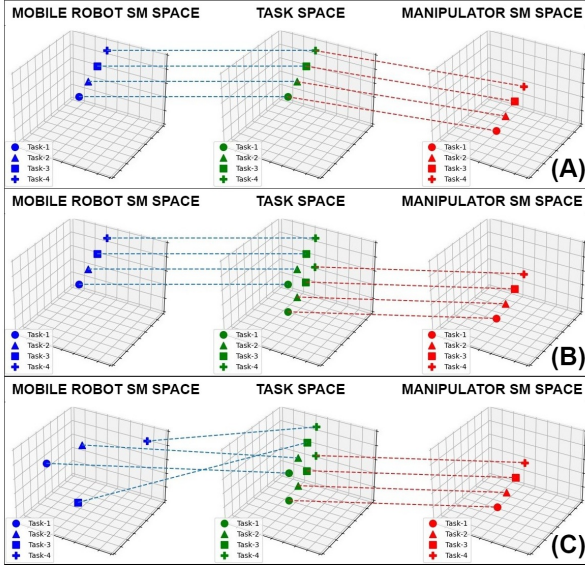 MOBILE ROBOT SM SPACE TASK SPACE MANIPULATOR SM SPACE
Task-1 Task-1 Task-1
Task-2 Task-2 Task-2
Task-3 Task-3 Task-3
Task-4 Task-4 Task-4
(A)
MOBILE ROBOT SM SPACE TASK SPACE MANIPULATOR SM SPACE
Task-1 Task-1 Task-1
Task-2 Task-2 Task-2
Task-3 Task-3 Task-3
Task-4 Task-4 Task-4
(B)
MOBILE ROBOT SM SPACE TASK SPACE MANIPULATOR SM SPACE
Task-1 Task-1 Task-1
Task-2 Task-2 Task-2
Task-3 Task-3 Task-3
Task-4 Task-4 Task-4
(C)